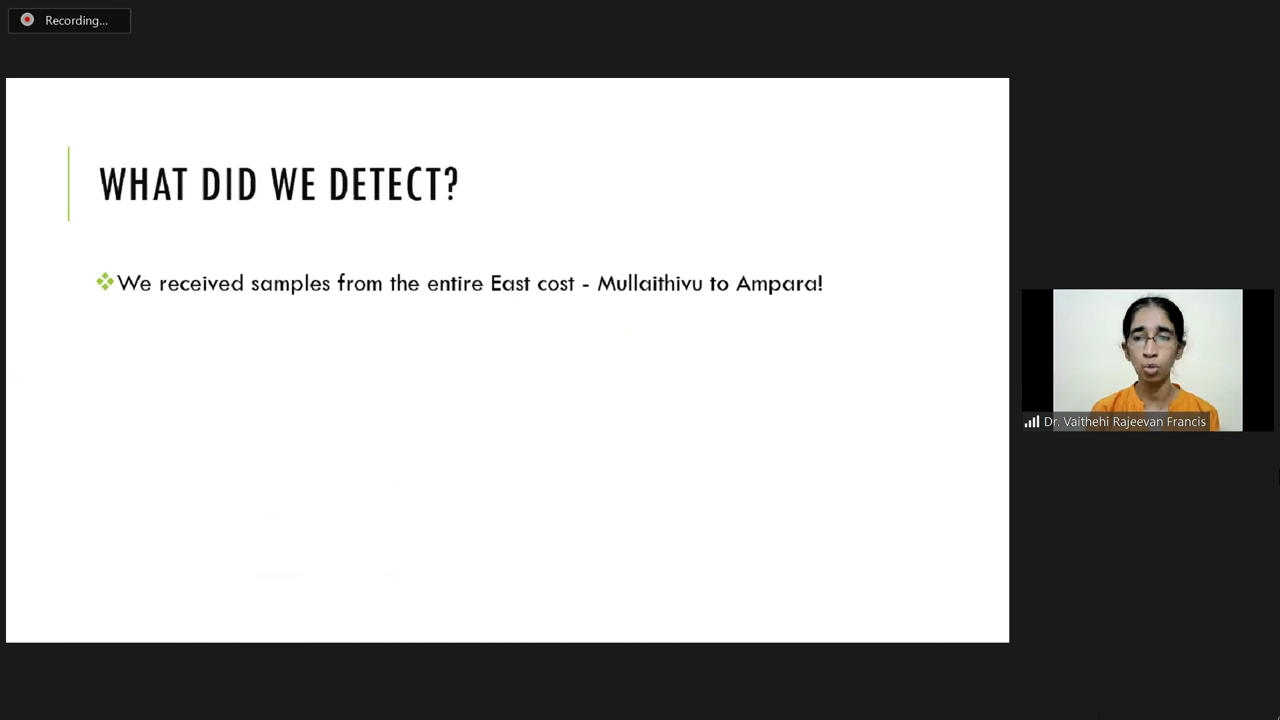 Recording...
WHAT DID WE DETECT?
We received samples from the entire East cost - Mullaithivu to Ampara!
Dr. Vaithehi Rajeevan Francis